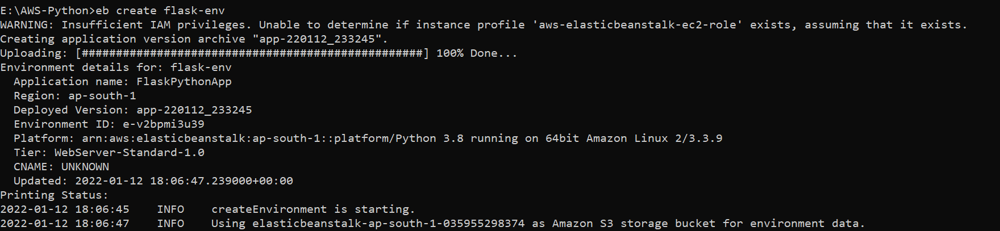 E:\AWS-Python>eb create flask-env
WARNING: Insufficient IAM privileges. Unable to determine if instance profile 'aws-elasticbeanstalk-ec2-role' exists, assuming that it exists.
Creating application version archive "app-220112_233245".
Uploading: [##################################################] 100% Done...
Environment details for: flask-env
  Application name: FlaskPythonApp
  Region: ap-south-1
  Deployed Version: app-220112_233245
  Environment ID: e-v2bpmi3u39
  Platform: arn:aws:elasticbeanstalk:ap-south-1::platform/Python 3.8 running on 64bit Amazon Linux 2/3.3.9
  Tier: WebServer-Standard-1.0
  CNAME: UNKNOWN
  Updated: 2022-01-12 18:06:47.239000+00:00
Printing Status:
2022-01-12 18:06:45    INFO    createEnvironment is starting.
2022-01-12 18:06:47    INFO    Using elasticbeanstalk-ap-south-1-035955298374 as Amazon S3 storage bucket for environment data.